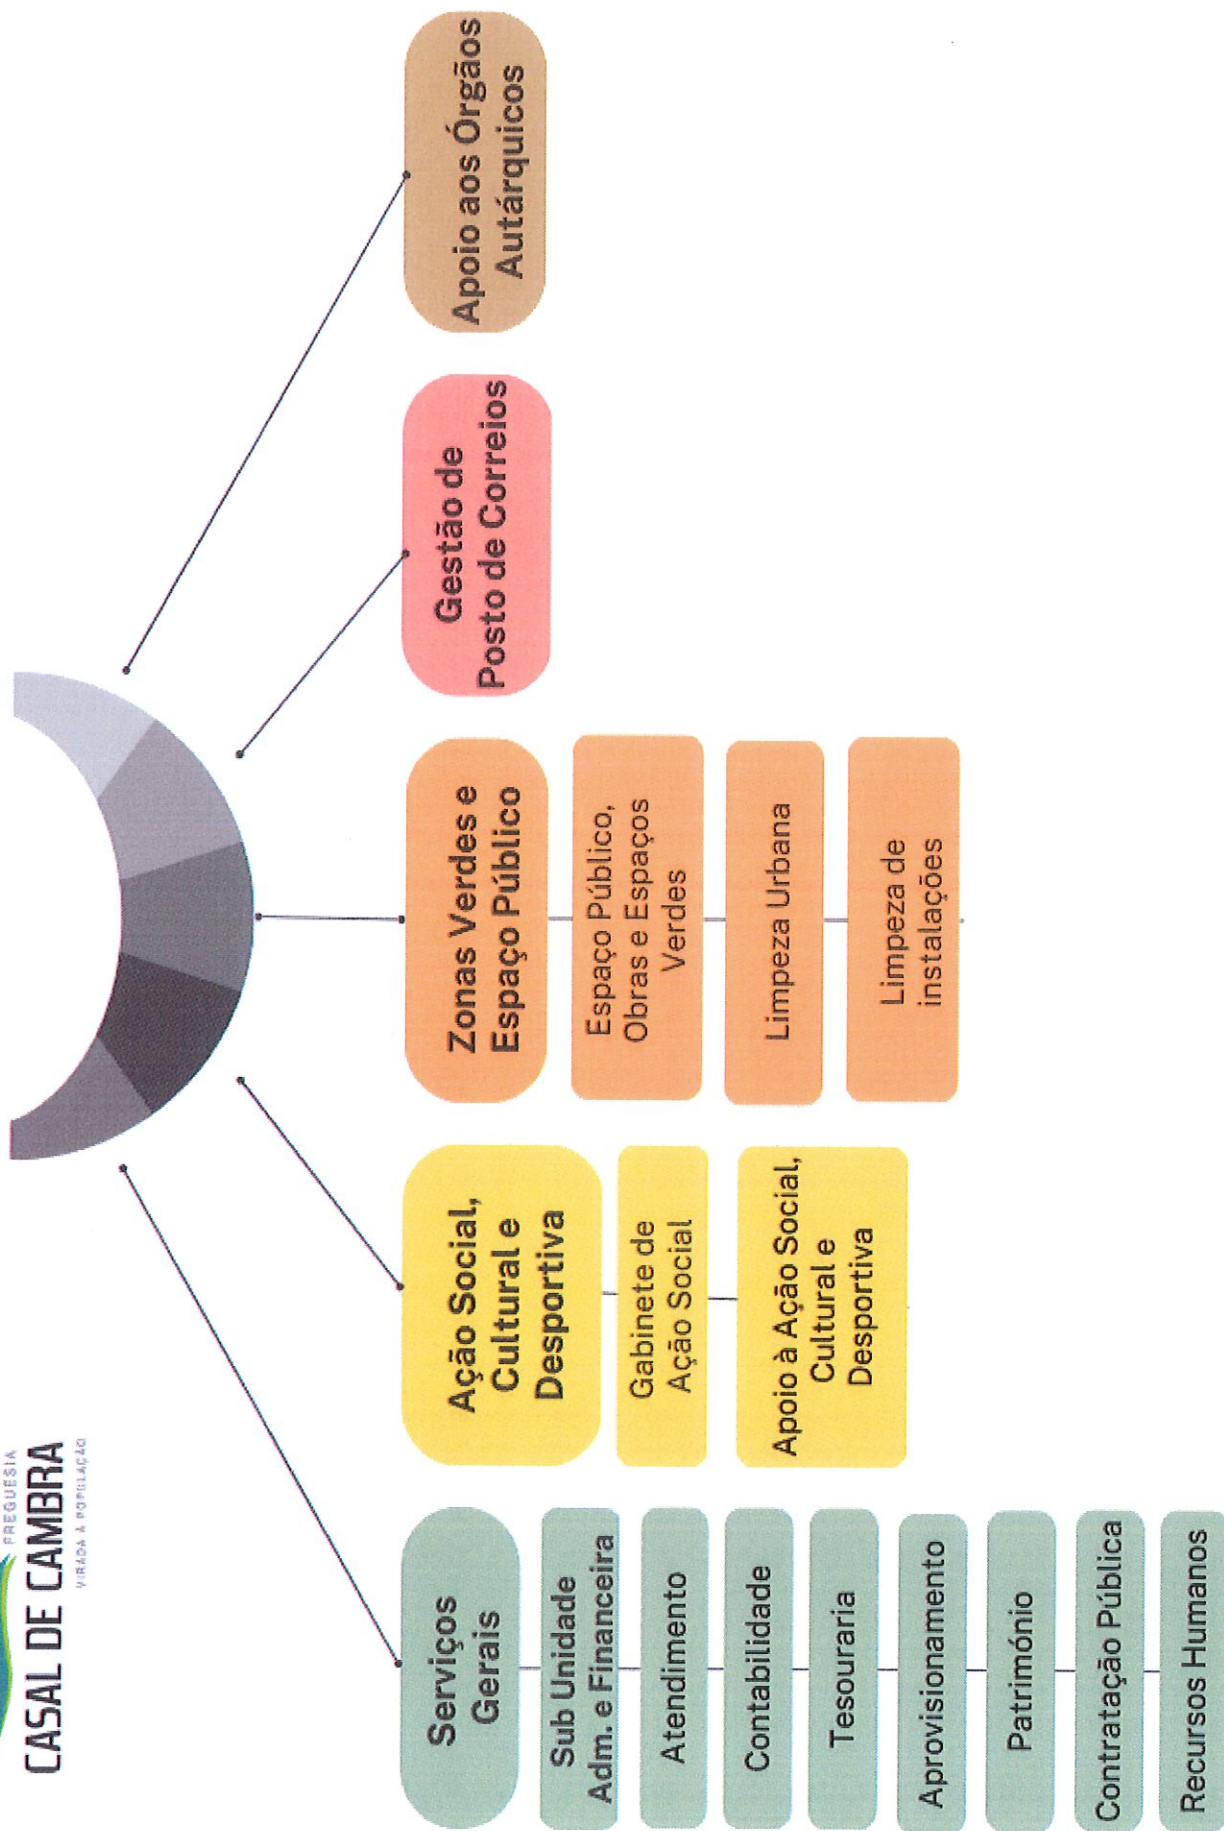 FREGUESIA
CASAL DE CAMBRA
VIRADA À POPULAÇÃO
Serviços
Gerais
Sub Unidade
Adm. e Financeira
Atendimento
Contabilidade
Tesouraria
Aprovisionamento
Património
Contratação Pública
Recursos Humanos
Ação Social,
Cultural e
Desportiva
Gabinete de
Ação Social
Apoio à Ação Social,
Cultural e
Desportiva
Zonas Verdes e
Espaço Público
Espaço Público,
Obras e Espaços
Verdes
Limpeza Urbana
Limpeza de
instalações
Gestão de
Posto de Correios
Apoio aos Órgãos
Autárquicos